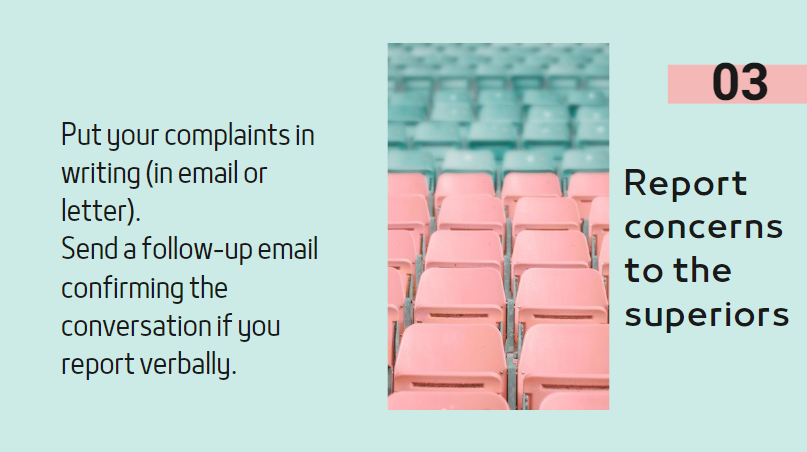 Put your complaints in
writing (in email or
letter).
Send a follow-up email
confirming the
conversation if you
report verbally.
03
Report
concerns
to the
superiors